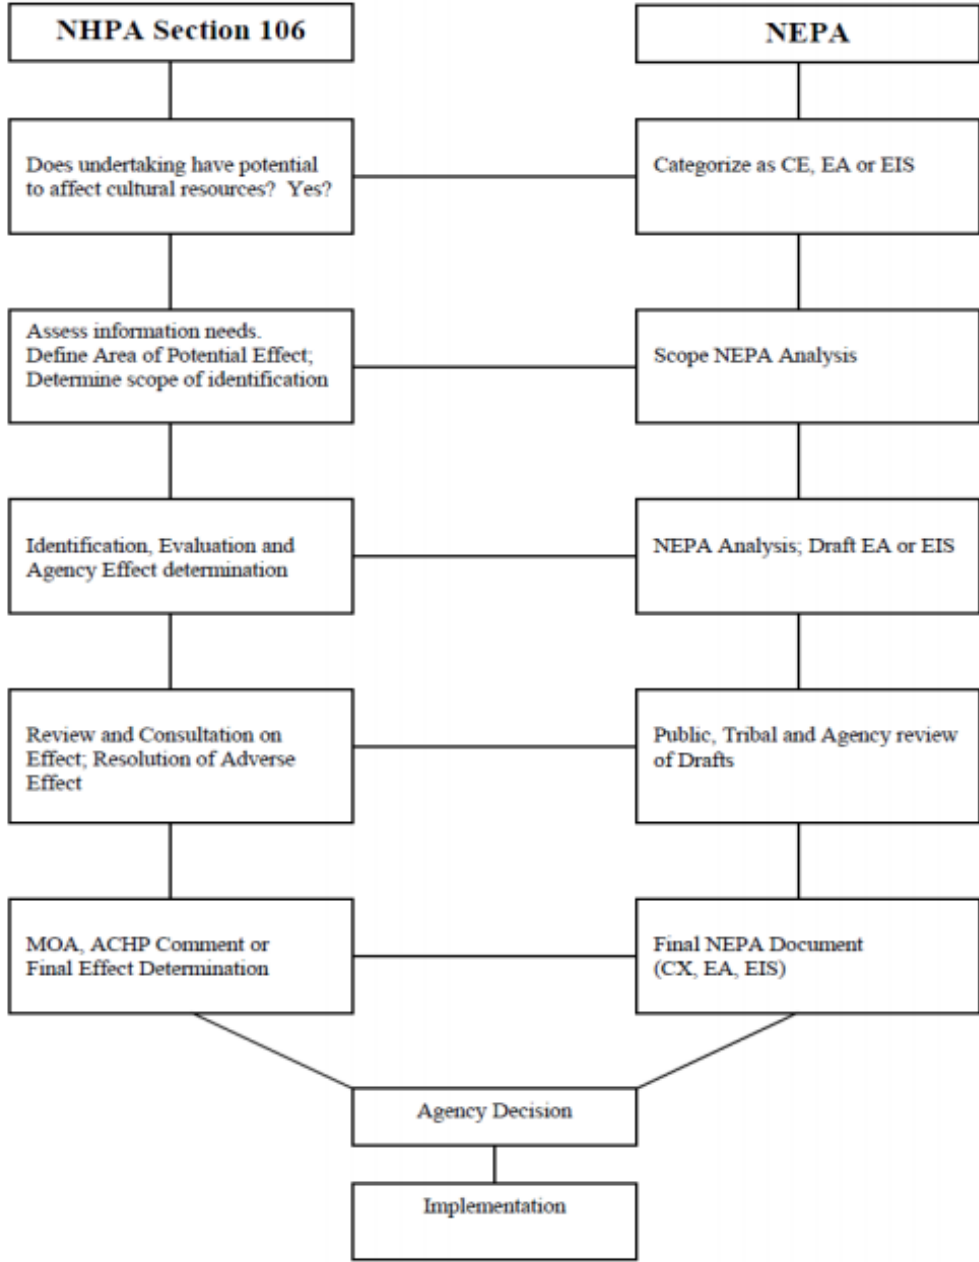 NHPA Section 106
NEPA
Does undertaking have potential
to affect cultural resources?  Yes?
Categorize as CE, EA or EIS
Assess information needs.
Define Area of Potential Effect;
Determine scope of identification
Scope NEPA Analysis
Identification, Evaluation and
Agency Effect determination
NEPA Analysis; Draft EA or EIS
Review and Consultation on
Effect; Resolution of Adverse
Effect
Public, Tribal and Agency review
of Drafts
MOA, ACHP Comment or
Final Effect Determination
Final NEPA Document
(CX, EA, EIS)
Agency Decision
Implementation